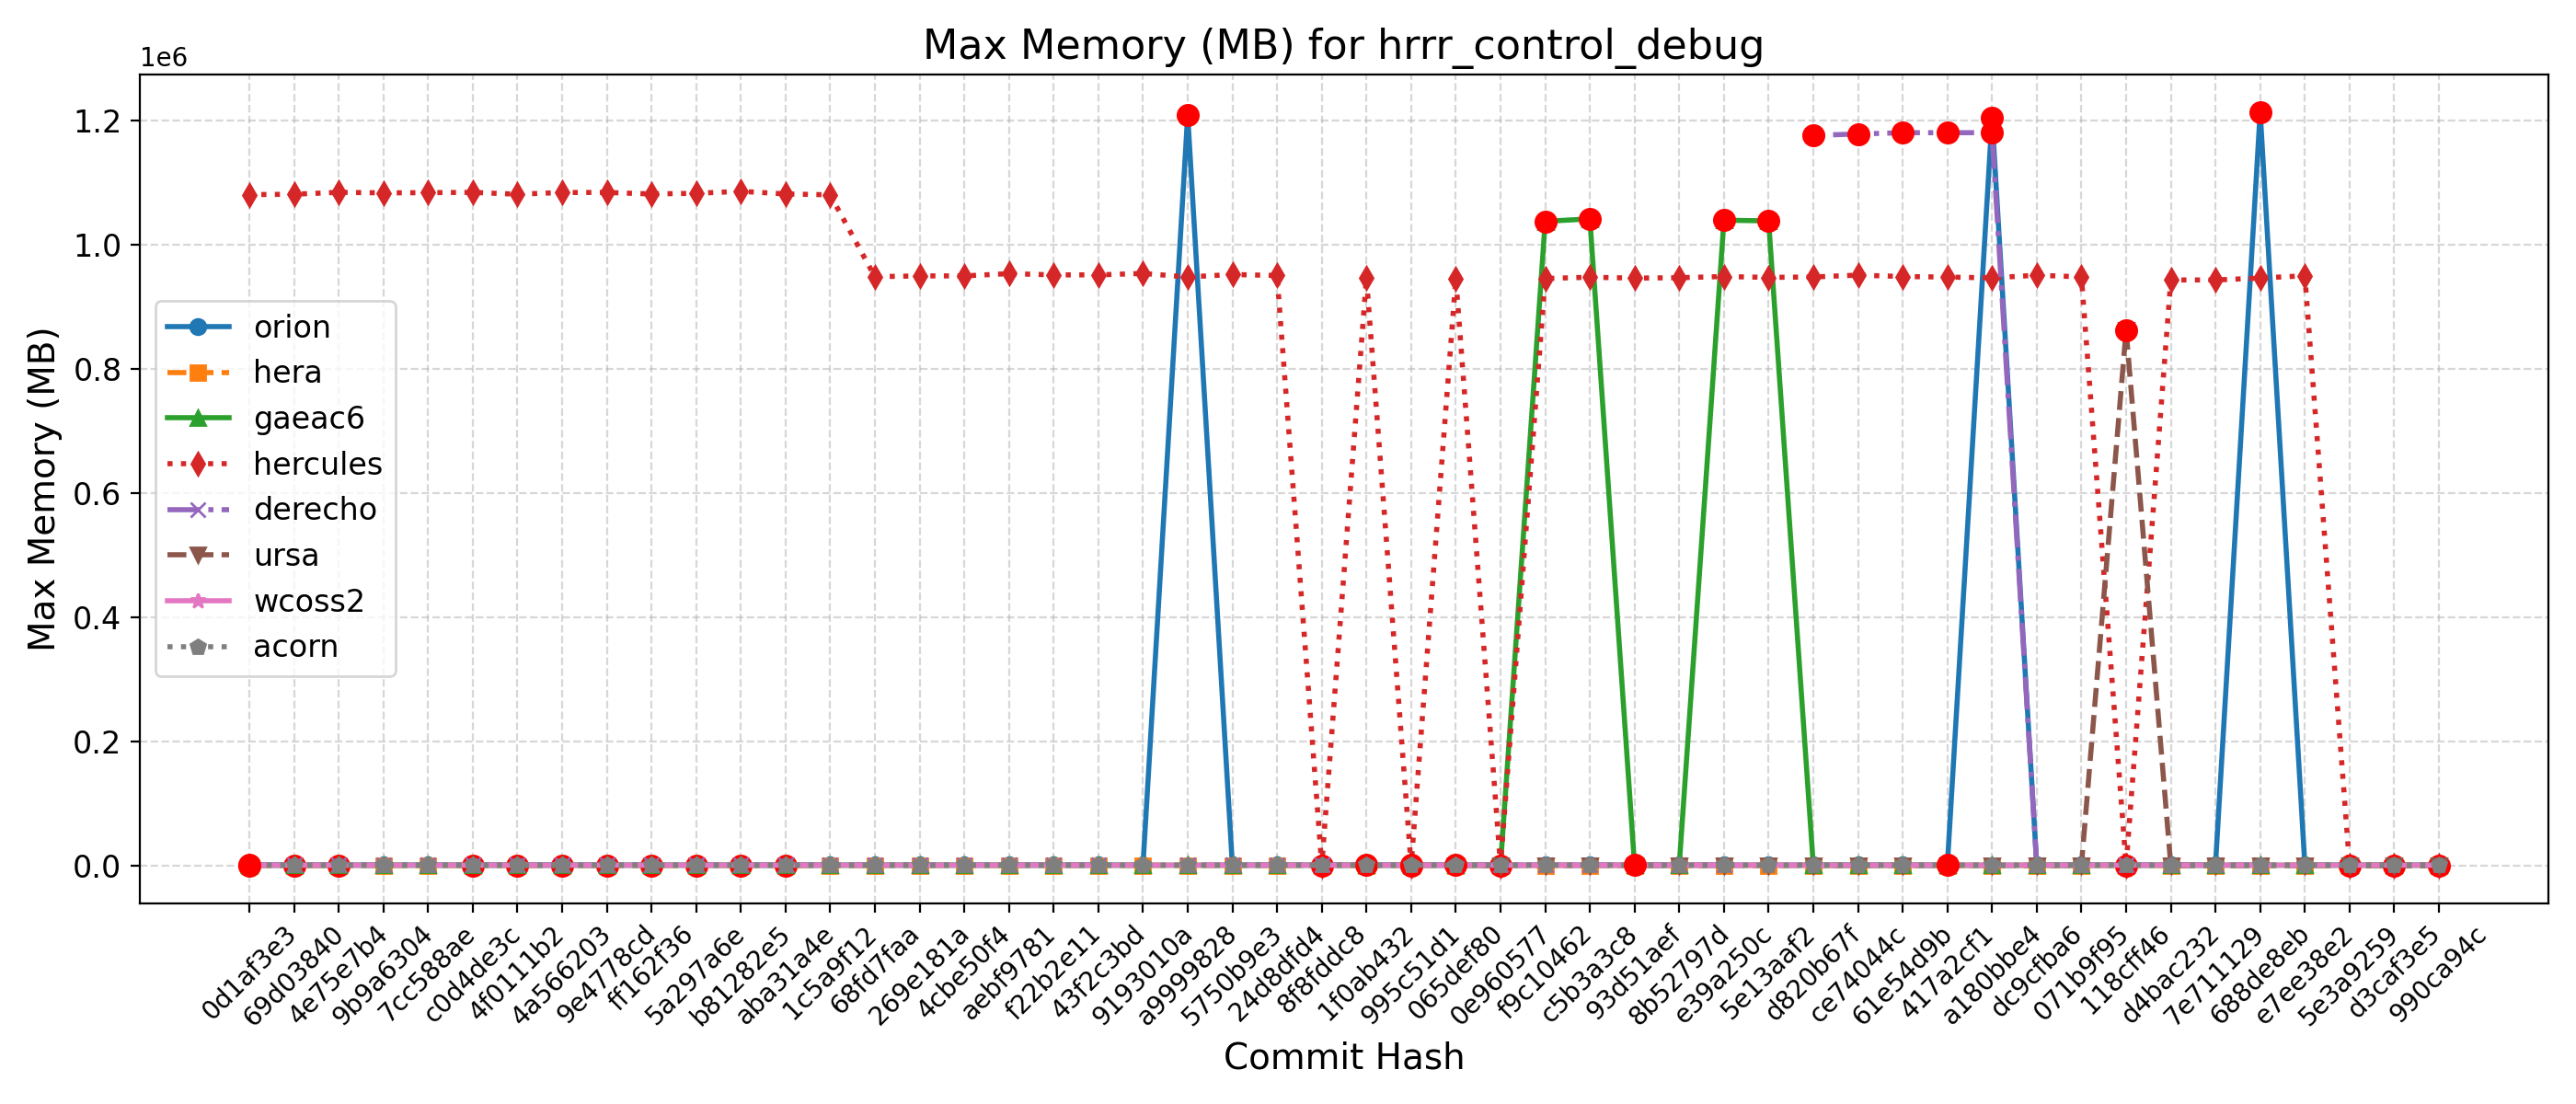 Max Memory (MB) for hrrr_control_debug
1e6
1.2
1.0
0.8
0.6
0.4
0.2
0.0
Max Memory (MB)
orion
hera
gaeac6
hercules
derecho
ursa
wcoss2
acorn
0d1af3e3
69d03840
4e75e7b4
9b9a6304
7cc588ae
c0d4de3c
4f0111b2
4a566203
9e4778cd
ff162f36
5a297a6e
b81282e5
aba31a4e
1c5a9f12
68fd7faa
269e181a
4cbe50f4
aebf9781
f22b2e11
43f2c3bd
9193010a
a9999828
5750b9e3
24d8dfd4
8f8fddc8
1f0ab432
995c51d1
065def80
0e960577
f9c10462
c5b3a3c8
93d51aef
8b52797d
e39a250c
5e13aaf2
d820b67f
ce74044c
61e54d9b
417a2cf1
a180bbe4
dc9cfba6
071b9f95
118cff46
d4bac232
7e711129
688de8eb
e7ee38e2
5e3a9259
d3caf3e5
990ca94c
Commit Hash